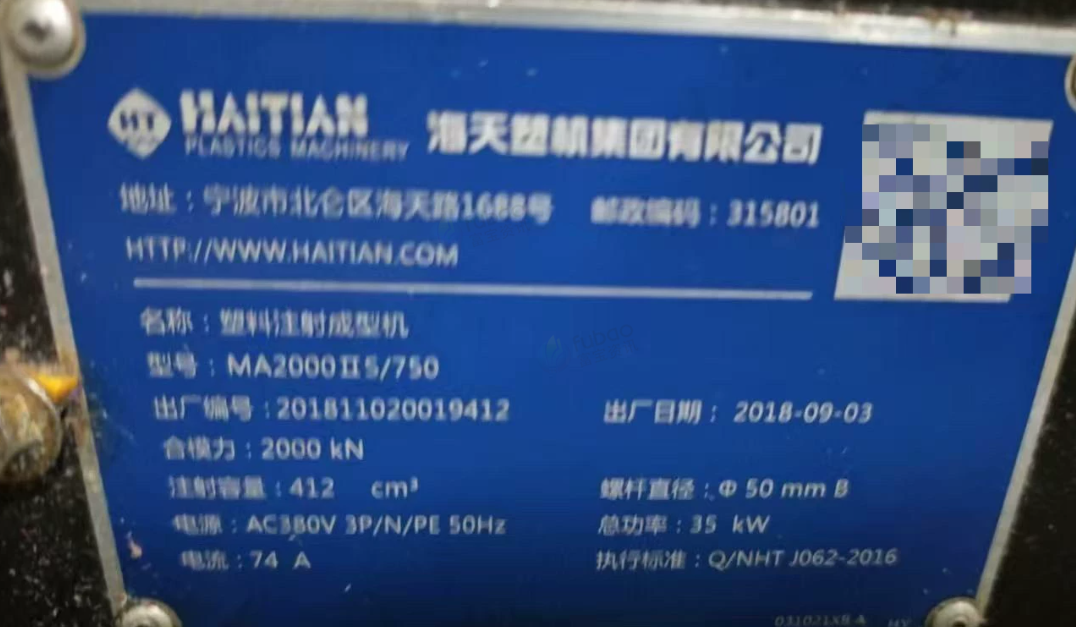 HT HAITIAN
PLASTICS MACHINERY
海天塑机集团有限公司
地址：宁波市北仑区海天路1688号 邮政编码：315801
HTTP://WWW.HAITIAN.COM
名称：塑料注射成型机
型号：MA2000ⅡS/750
出厂编号：201811020019412 出厂日期：2018-09-03
合模力：2000 kN
注射容量：412 cm³ 螺杆直径：Φ 50 mm B
电源：AC380V 3P/N/PE 50Hz 总功率：35 kW
电流：74 A 执行标准：Q/NHT J062-2016